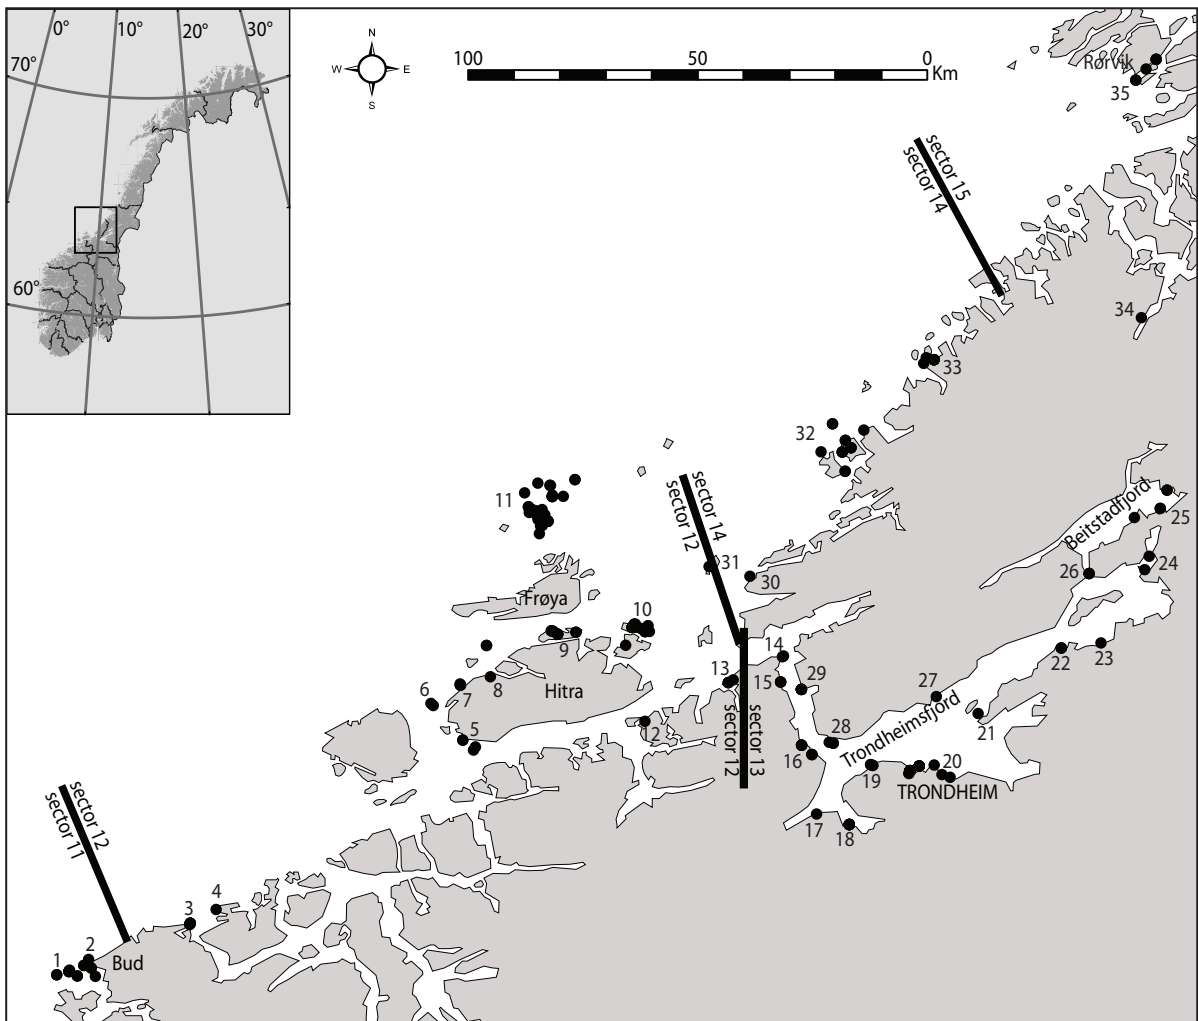 0°
10°
20°
30°
70°
60°
N
W
E
S
100
50
0
Km
Rørvik
35
sector 15
sector 14
34
33
32
11
sector 14
sector 12
31
30
Beitstadfjord
25
24
26
Frøya
10
9
14
13
15
29
22
23
8
7
6
Hitra
27
5
12
sector 13
sector 12
28
16
Trondheimsfjord
21
19
20
TRONDHEIM
17
18
sector 12
sector 11
4
3
2
1
Bud